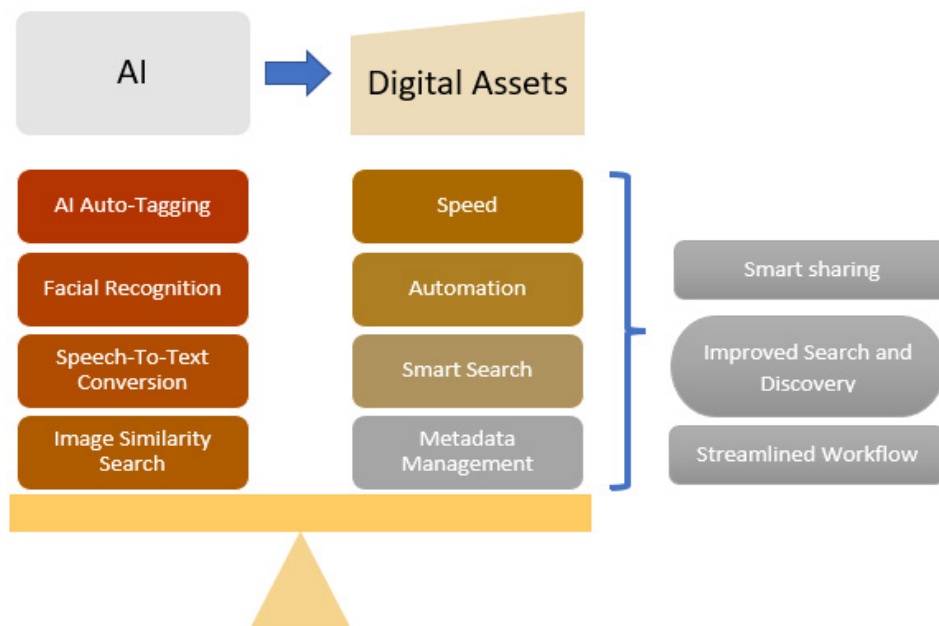 AI
Digital Assets
AI Auto-Tagging
Facial Recognition
Speech-To-Text
Conversion
Image Similarity
Search
Speed
Automation
Smart Search
Metadata
Management
Smart sharing
Improved Search and
Discovery
Streamlined Workflow